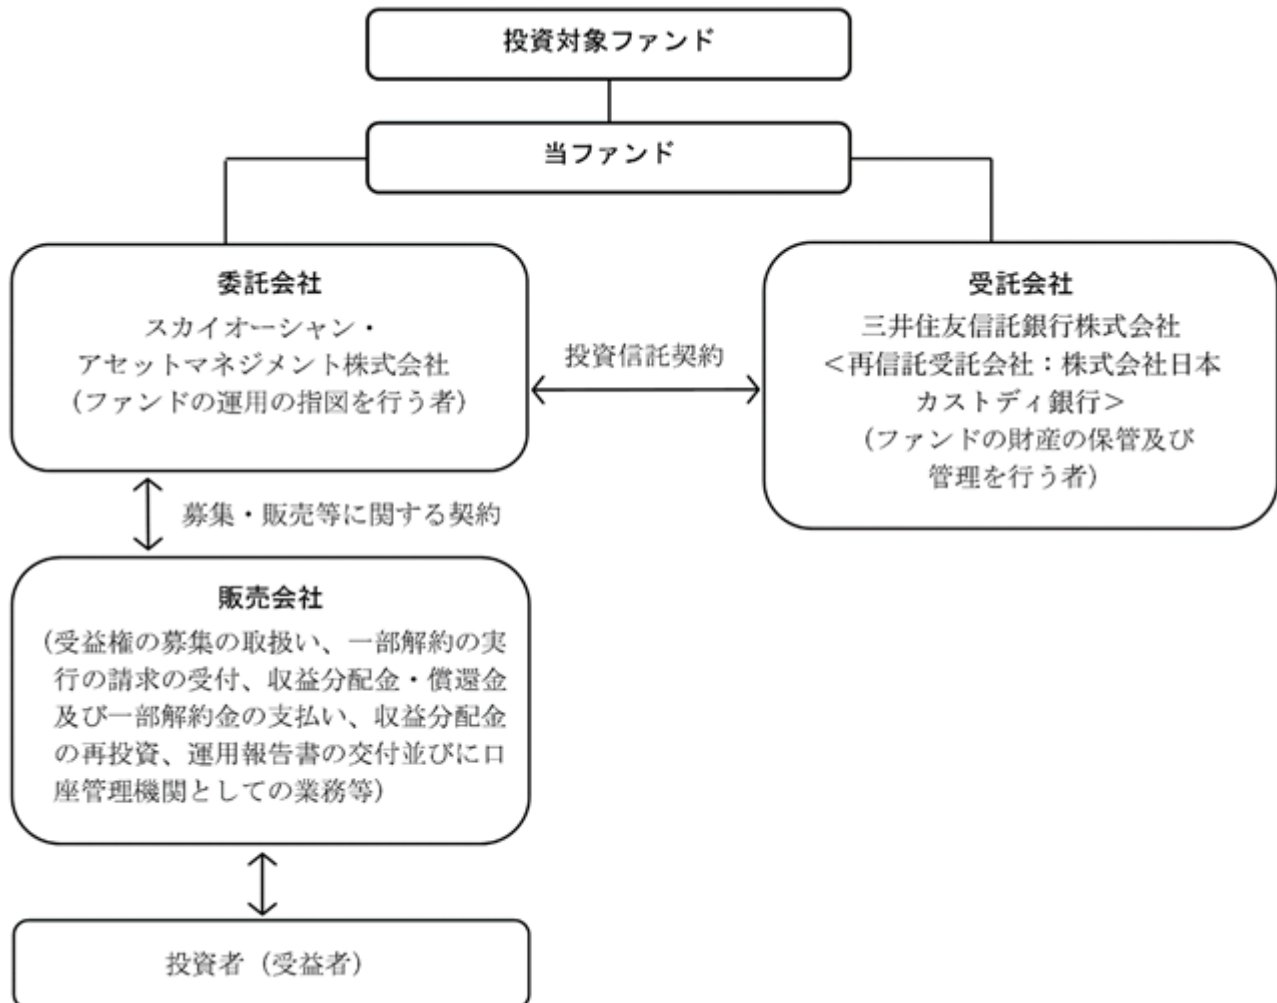 投資対象ファンド
当ファンド
委託会社
スカイオーシャン・
アセットマネジメント株式会社
（ファンドの運用の指図を行う者）
投資信託契約
受託会社
三井住友信託銀行株式会社
＜再信託受託会社：株式会社日本
カストディ銀行＞
（ファンドの財産の保管及び
管理を行う者）
募集・販売等に関する契約
販売会社
（受益権の募集の取扱い、一部解約の実
行の請求の受付、収益分配金・償還金
及び一部解約金の支払い、収益分配金
の再投資、運用報告書の交付並びに口
座管理機関としての業務等）
投資者（受益者）